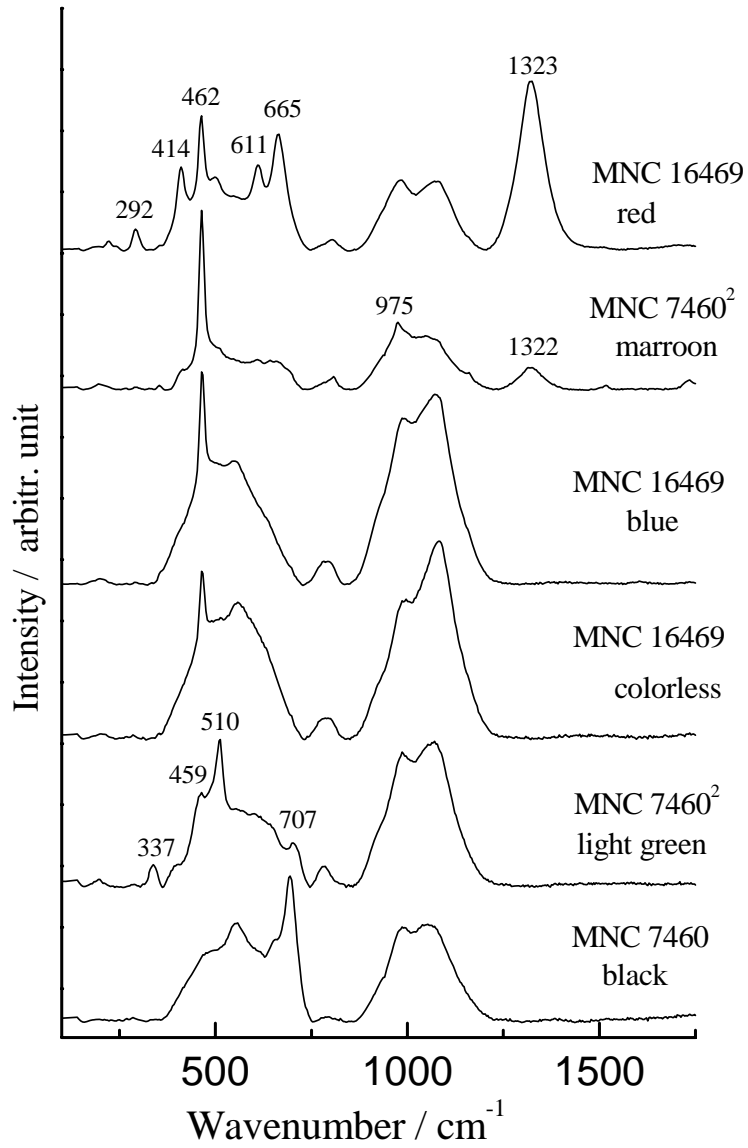 1323
462
665
414
611
292
MNC 16469
red
975
MNC 7460²
1322
marroon
MNC 16469
blue
MNC 16469
colorless
510
459
337
707
MNC 7460²
light green
MNC 7460
black
Intensity / arbitr. unit
500 1000 1500
Wavenumber / cm⁻¹